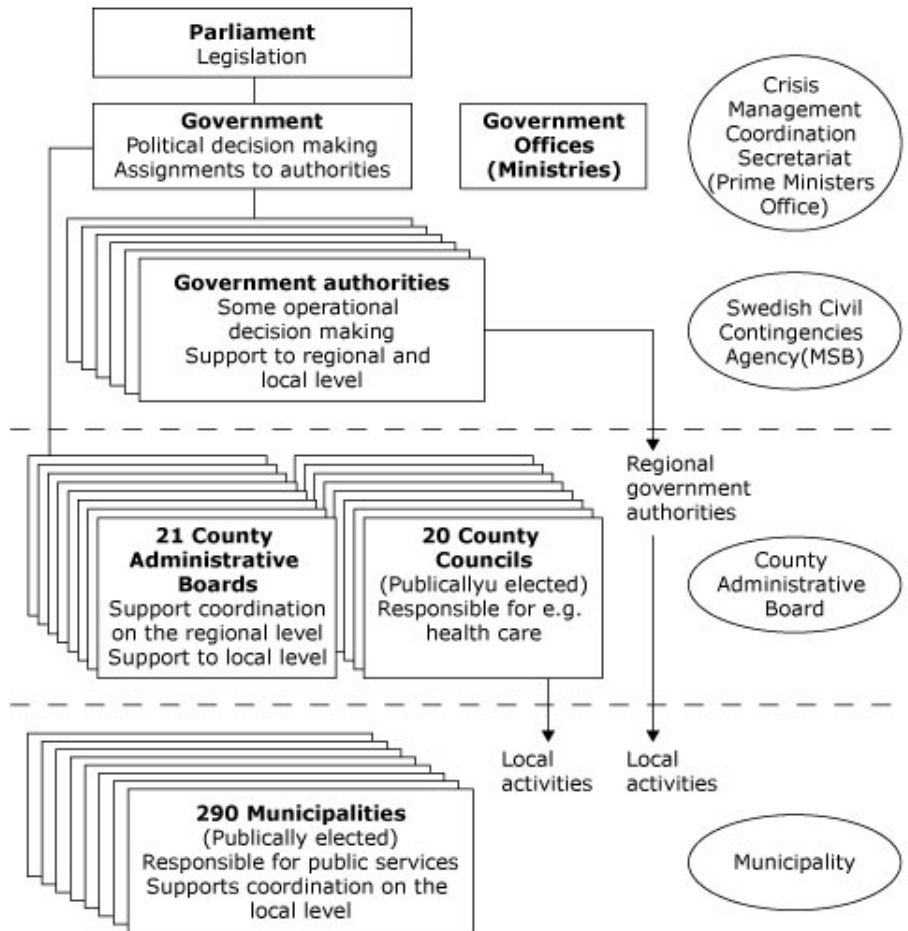 Parliament
Legislation
Government
Political decision making
Assignments to authorities
Government
Offices
(Ministries)
Crisis
Management
Coordination
Secretariat
(Prime Ministers
Office)
Government authorities
Some operational
decision making
Support to regional and
local level
Swedish Civil
Contingencies
Agency(MSB)
21 County
Administrative
Boards
Support coordination
on the regional level
Support to local level
20 County
Councils
(Publicallyu elected)
Responsible for e.g.
health care
Regional
government
authorities
County
Administrative
Board
Local
activities
Local
activities
290 Municipalities
(Publically elected)
Responsible for public services
Supports coordination on the
local level
Municipality